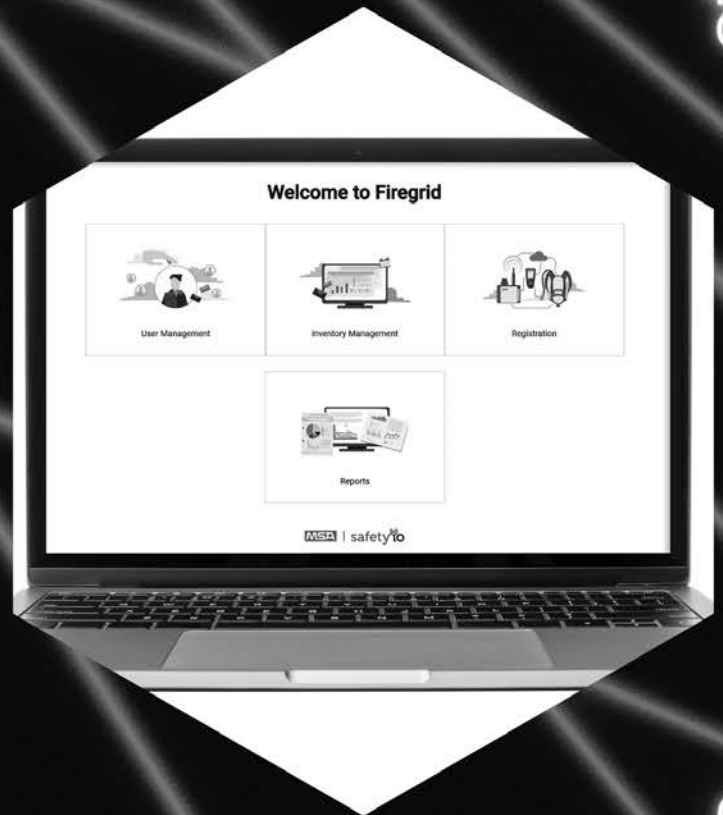 Welcome to Firegrid
User Management
Inventory Management
Registration
Reports
MSA | safety io